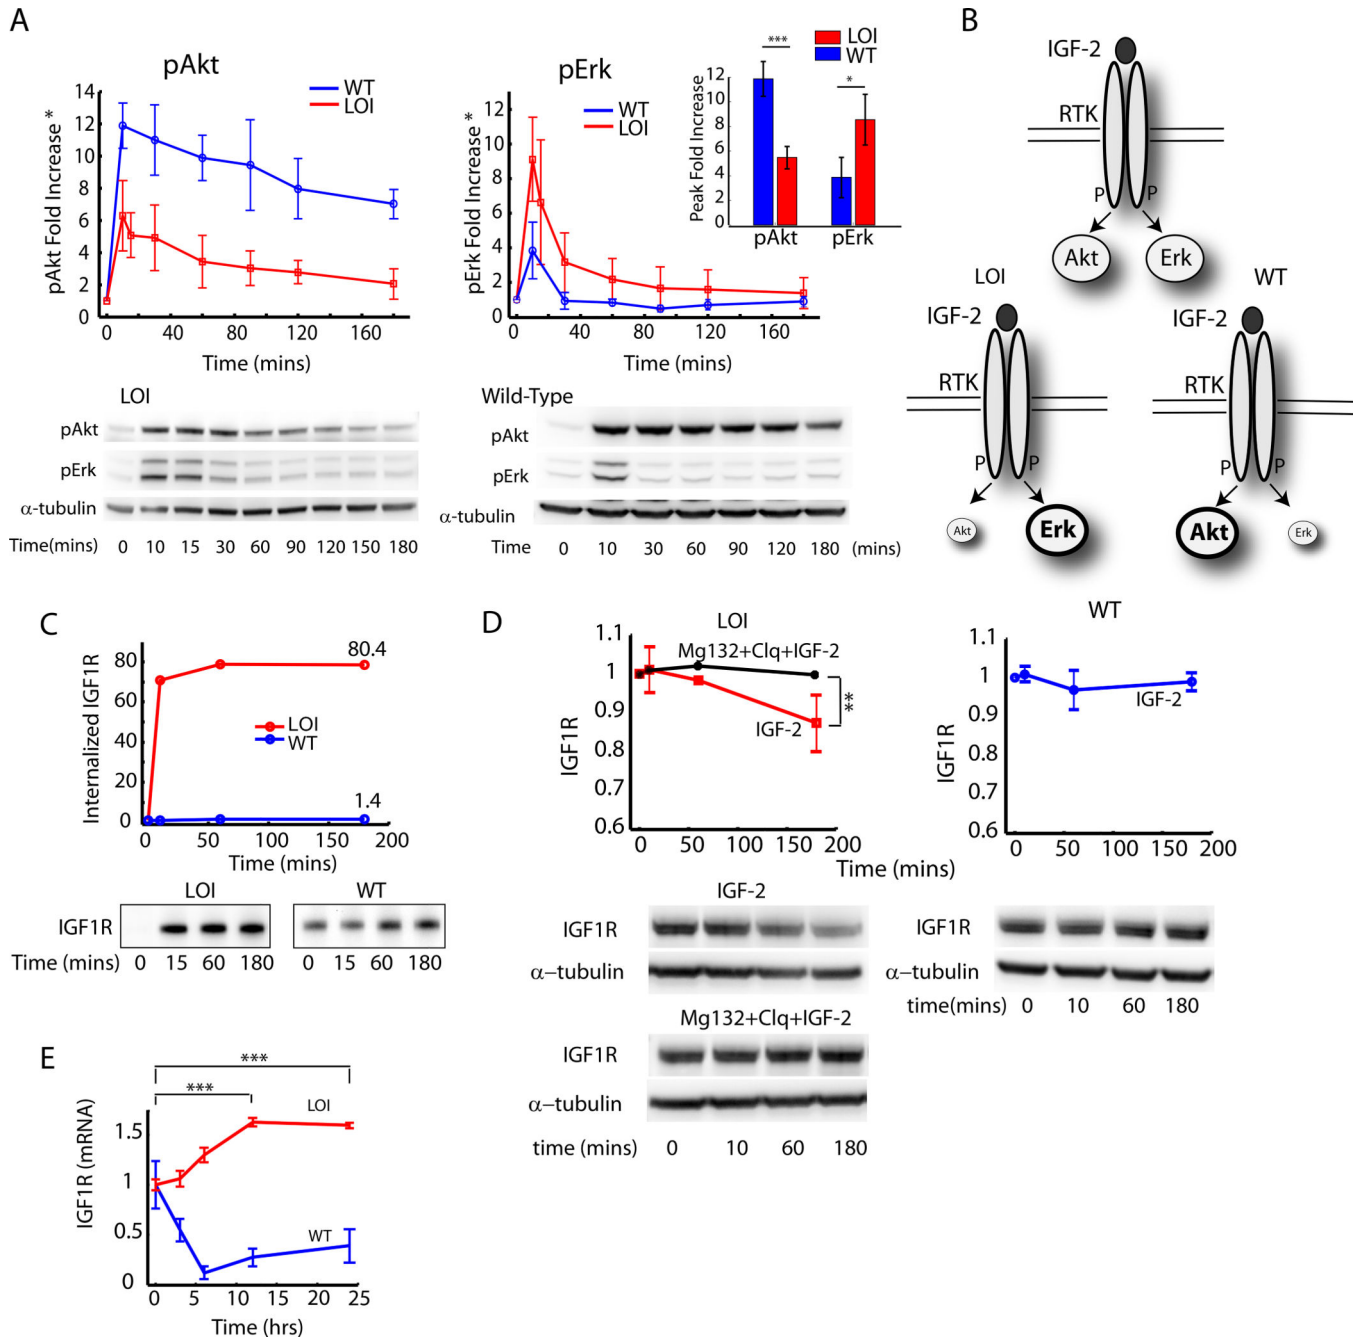 A
pAkt
WT
LOI
14
12
10
8
6
4
2
0
pAkt Fold Increase *
0 40 80 120 160
Time (mins)
pErk
WT
LOI
12
10
8
6
4
2
0
pErk Fold Increase *
0 40 80 120 160
Time (mins)
LOI
WT
***
*
12
10
8
6
4
2
0
Peak Fold Increase
pAkt pErk
LOI
pAkt
pErk
α-tubulin
Time(mins) 0 10 15 30 60 90 120 150 180
Wild-Type
pAkt
pErk
α-tubulin
Time 0 10 30 60 90 120 180 (mins)
B
IGF-2
RTK
P P
Akt Erk
LOI
IGF-2
RTK
P P
Akt Erk
WT
IGF-2
RTK
P P
Akt Erk
C
80
60
40
20
0
Internalized IGF1R
80.4
LOI
WT
1.4
0 50 100 150 200
Time (mins)
LOI WT
IGF1R
Time (mins) 0 15 60 180 0 15 60 180
D
LOI
1.1
1
0.9
0.8
0.7
0.6
IGF1R
Mg132+Clq+IGF-2
**
IGF-2
0 50 100 150 200
Time (mins)
WT
1.1
1
0.9
0.8
0.7
0.6
IGF1R
IGF-2
0 50 100 150 200
IGF-2
IGF1R
α-tubulin
Mg132+Clq+IGF-2
IGF1R
α-tubulin
time (mins) 0 10 60 180
IGF1R
α-tubulin
time(mins) 0 10 60 180
E
***
***
LOI
WT
1.5
1
0.5
0
IGF1R (mRNA)
0 5 10 15 20 25
Time (hrs)